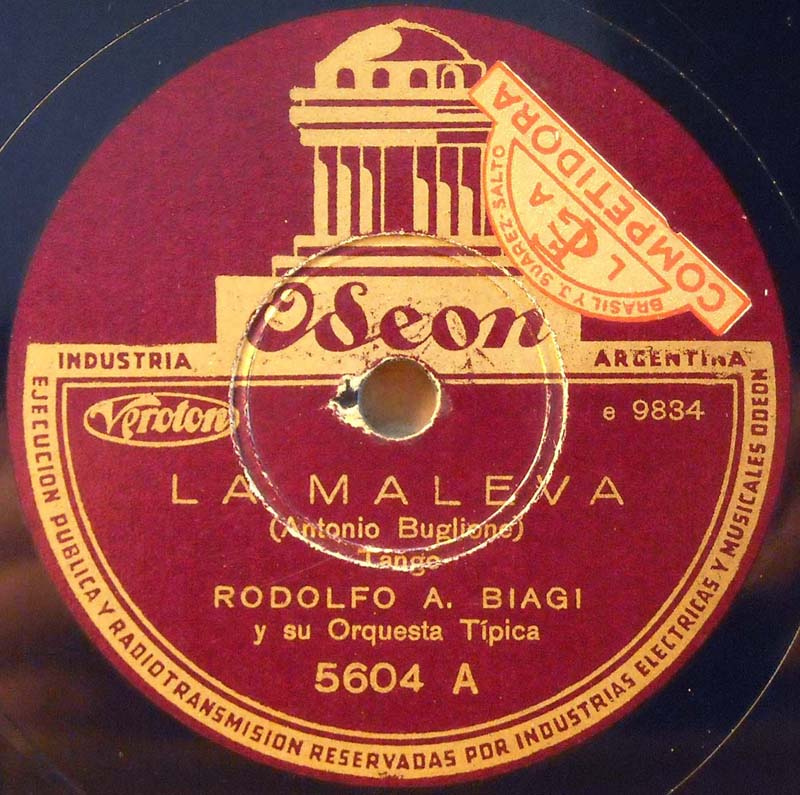 Odeon
INDUSTRIA ARGENTINA
Veroton
e 9834
LA MALEVA
(Antonio Buglione)
Tango
RODOLFO A. BIAGI
y su Orquesta Típica
5604 A
EJECUCION PUBLICA Y RADIOTRANSMISION RESERVADAS POR INDUSTRIAS ELECTRICAS Y MUSICALES ODEON
LA
COMPETIDORA
BRASIL Y J. SUAREZ-SALTO